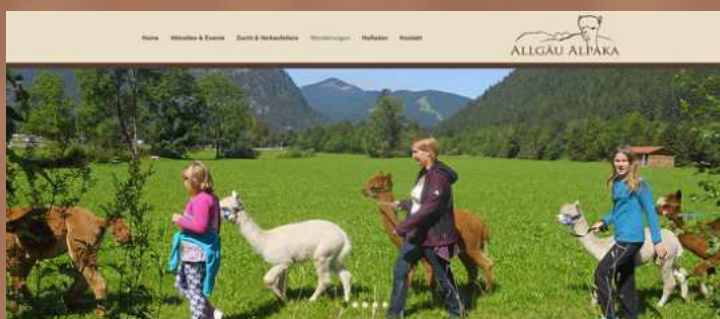 Home Aktuelles & Events Zucht & Verkaufstiere Wanderungen Hofladen Kontakt
ALLGÄU ALPAKA